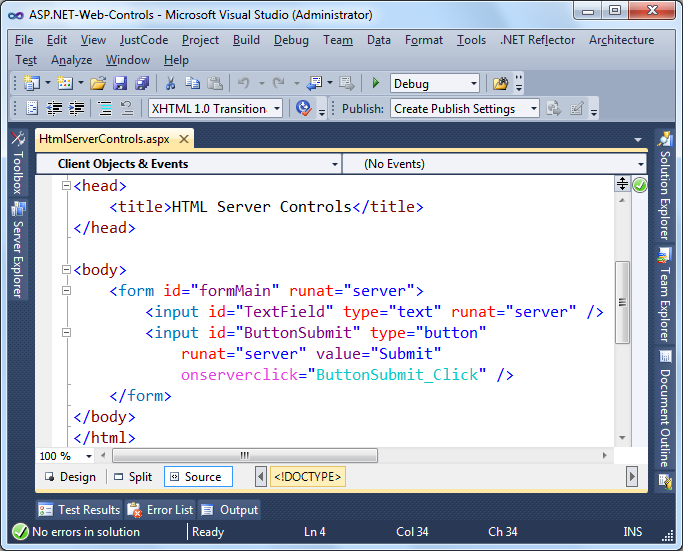 ASP.NET-Web-Controls - Microsoft Visual Studio (Administrator)
File Edit View JustCode Project Build Debug Team Data Format Tools .NET Reflector Architecture
Test Analyze Window Help
Debug
XHTML 1.0 Transition Publish: Create Publish Settings
HtmlServerControls.aspx
Client Objects & Events (No Events)
Toolbox
Server Explorer
<head>
<title>HTML Server Controls</title>
</head>
<body>
<form id="formMain" runat="server">
<input id="TextField" type="text" runat="server" />
<input id="ButtonSubmit" type="button"
runat="server" value="Submit"
onserverclick="ButtonSubmit_Click" />
</form>
</body>
</html>
Solution Explorer
Team Explorer
Document Outline
100 %
Design Split Source <!DOCTYPE>
Test Results Error List Output
No errors in solution Ready Ln 4 Col 34 Ch 34 INS